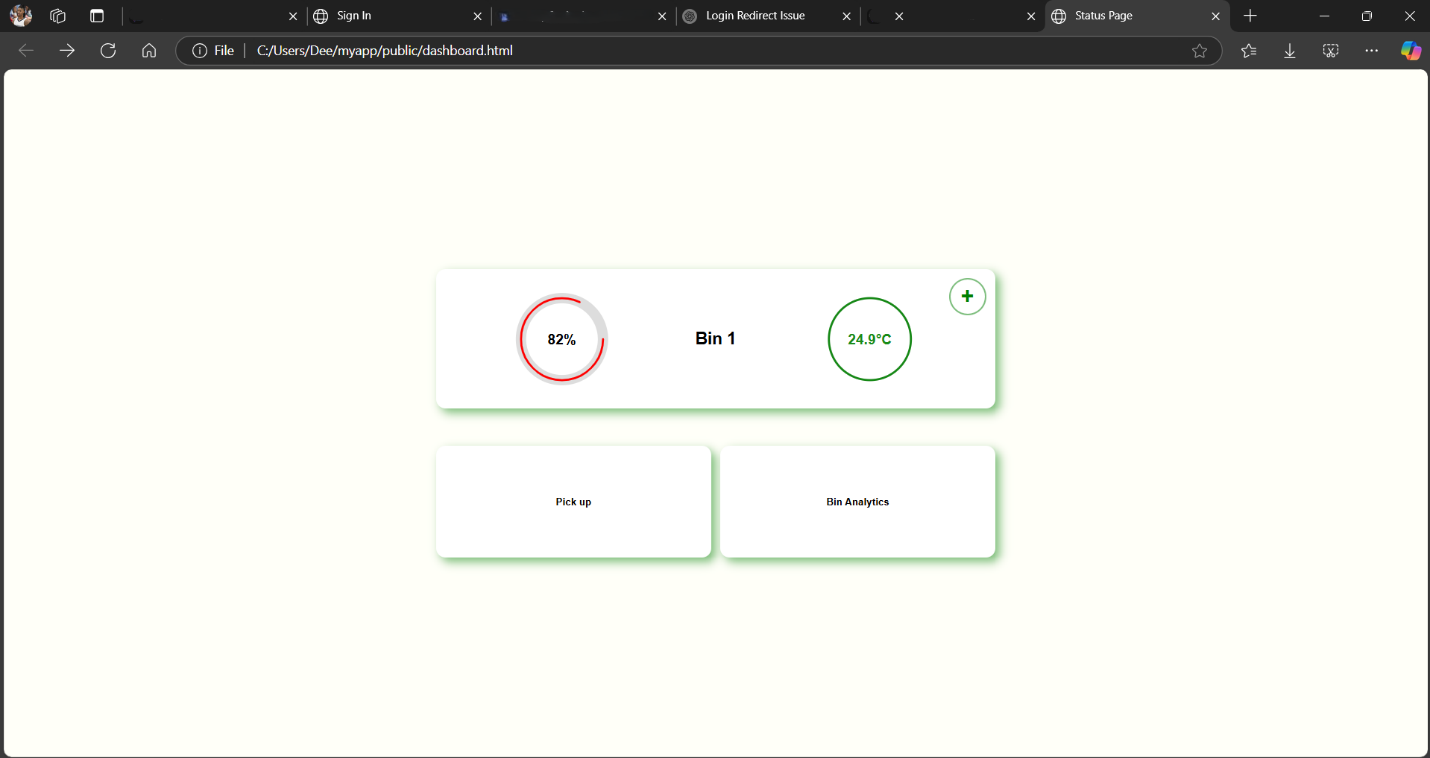 Sign In
Login Redirect Issue
Status Page
File
C:/Users/Dee/myapp/public/dashboard.html
82%
Bin 1
24.9°C
+
Pick up
Bin Analytics